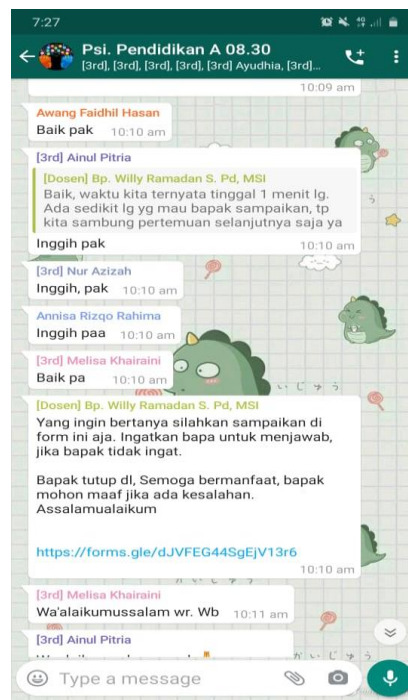 7:27
Psi. Pendidikan A 08.30
[3rd], [3rd], [3rd], [3rd], [3rd] Ayudhia, [3rd]...
10:09 am
Awang Faidhil Hasan
Baik pak 10:10 am
[3rd] Ainul Pitria
[Dosen] Bp. Willy Ramadan S. Pd, MSI
Baik, waktu kita ternyata tinggal 1 menit lg.
Ada sedikit lg yg mau bapak sampaikan, tp
kita sambung pertemuan selanjutnya saja ya
Inggih pak 10:10 am
[3rd] Nur Azizah
Inggih, pak 10:10 am
Annisa Rizqo Rahima
Inggih paa 10:10 am
[3rd] Melisa Khairaini
Baik pa 10:10 am
[Dosen] Bp. Willy Ramadan S. Pd, MSI
Yang ingin bertanya silahkan sampaikan di
form ini aja. Ingatkan bapa untuk menjawab,
jika bapak tidak ingat.
Bapak tutup dl, Semoga bermanfaat, bapak
mohon maaf jika ada kesalahan.
Assalamualaikum
https://forms.gle/dJVFEG44SgEjV13r6
10:10 am
[3rd] Melisa Khairaini
Wa'alaikumussalam wr. Wb 10:11 am
[3rd] Ainul Pitria
Type a message